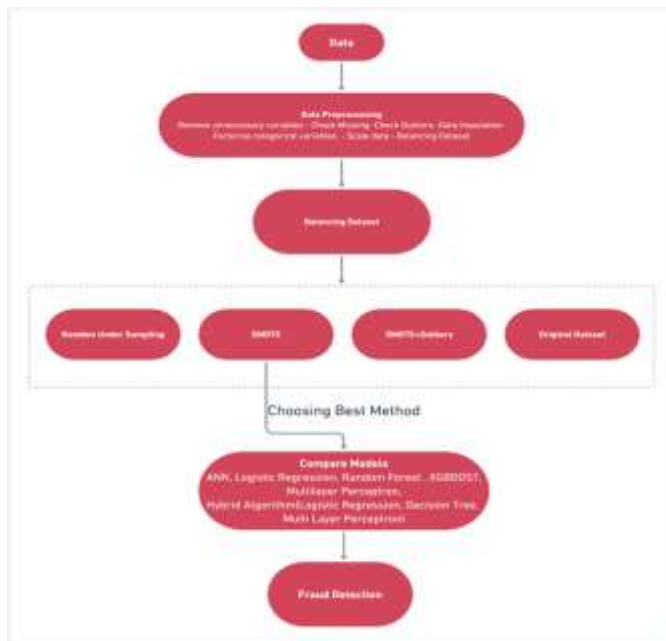 Data
Data Preprocessing
Remove unnecessary variables - Check Missing Check Outliers Data Imputation
Factorize categorical variables - Scale data - Balancing Dataset
Balancing Dataset
Random Under Sampling
SMOTE
SMOTE+
Original Dataset
Choosing Best Method
Compare Models
ANN, Logistic Regression, Random Forest , XGBOOST,
Multilayer Perceptron,
Hybrid Algorithm(Logistic Regression, Decision Tree,
Multi Layer Perceptron)
Fraud Detection